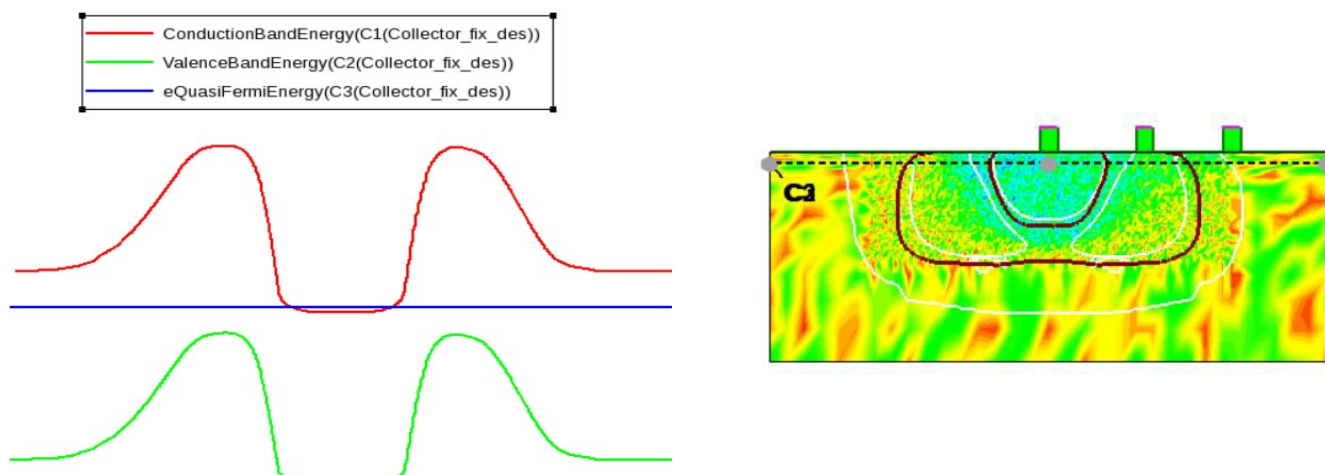 ConductionBandEnergy(C1(Collector_fix_des))
ValenceBandEnergy(C2(Collector_fix_des))
eQuasiFermiEnergy(C3(Collector_fix_des))